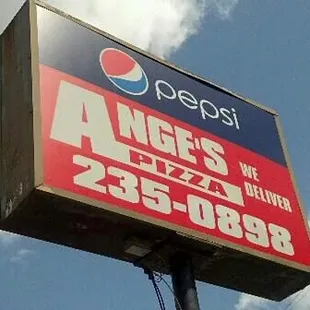 pepsi
ANGE'S
PIZZA
WE
DELIVER
235-0898